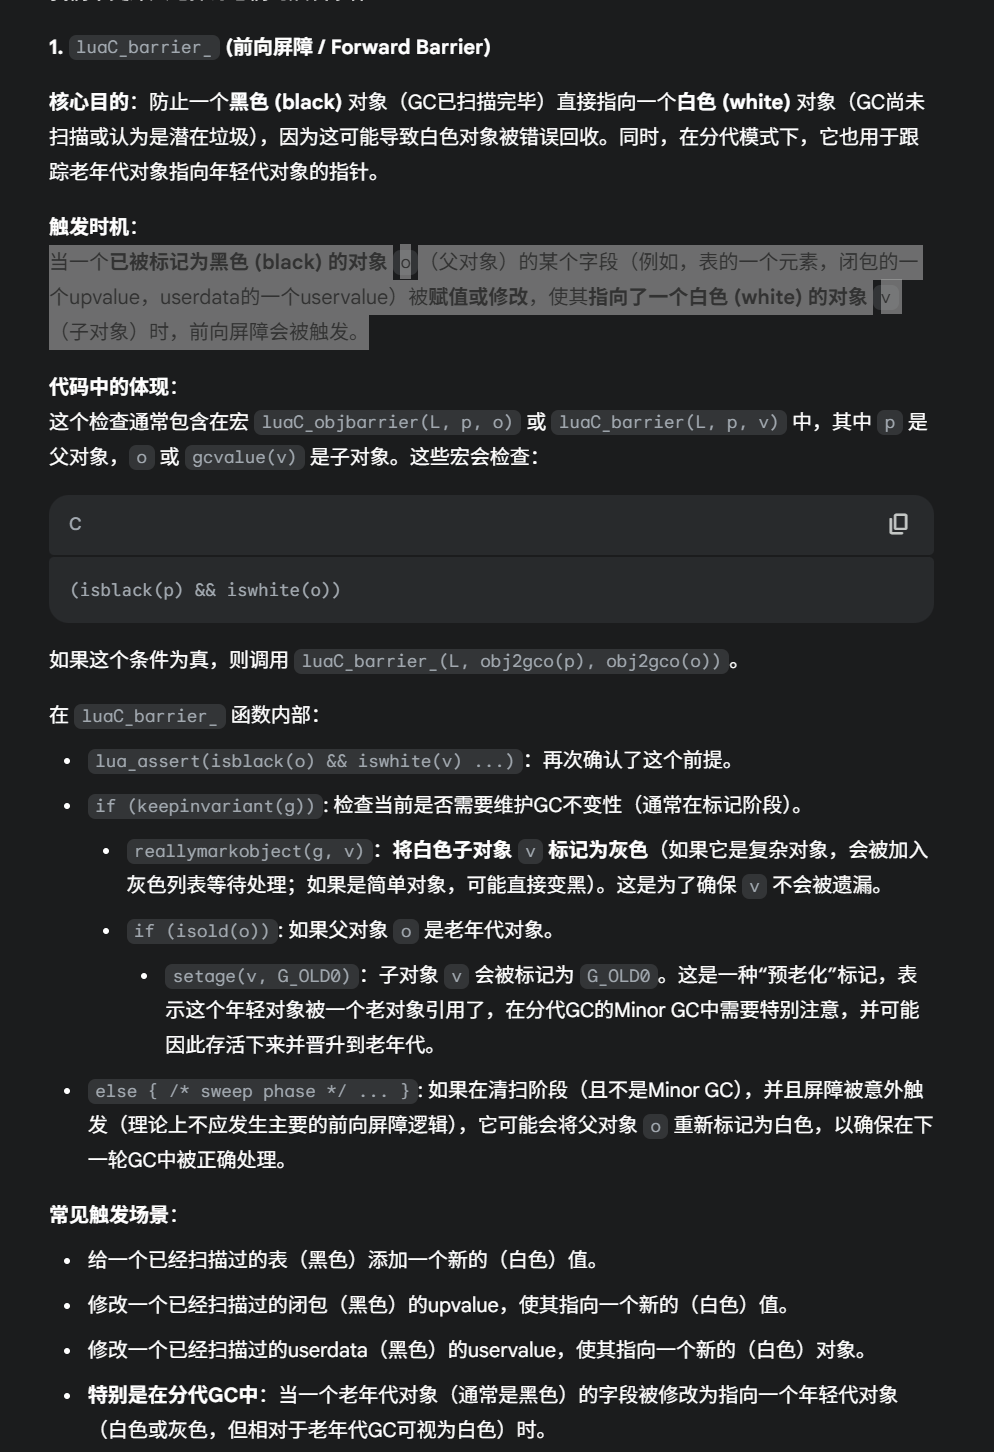 1. luaC_barrier_ (前向屏障 / Forward Barrier)
核心目的：防止一个黑色 (black) 对象（GC已扫描完毕）直接指向一个白色 (white) 对象（GC尚未
扫描或认为是潜在垃圾），因为这可能导致白色对象被错误回收。同时，在分代模式下，它也用于跟
踪老年代对象指向年轻代对象的指针。
触发时机：
当一个已被标记为黑色 (black) 的对象 o （父对象）的某个字段（例如，表的一个元素，闭包的一
个upvalue，userdata的一个uservalue）被赋值或修改，使其指向了一个白色 (white) 的对象 v
（子对象）时，前向屏障会被触发。
代码中的体现：
这个检查通常包含在宏 luaC_objbarrier(L, p, o) 或 luaC_barrier(L, p, v) 中，其中 p 是
父对象，o 或 gcvalue(v) 是子对象。这些宏会检查：
C
(isblack(p) && iswhite(o))
如果这个条件为真，则调用 luaC_barrier_(L, obj2gco(p), obj2gco(o))。
在 luaC_barrier_ 函数内部：
• lua_assert(isblack(o) && iswhite(v) ...)：再次确认了这个前提。
• if (keepinvariant(g)): 检查当前是否需要维护GC不变性（通常在标记阶段）。
• reallymarkobject(g, v)：将白色子对象 v 标记为灰色（如果它是复杂对象，会被加入
灰色列表等待处理；如果是简单对象，可能直接变黑）。这是为了确保 v 不会被遗漏。
• if (isold(o)): 如果父对象 o 是老年代对象。
• setage(v, G_OLD0)：子对象 v 会被标记为 G_OLD0。这是一种“预老化”标记，表
示这个年轻对象被一个老对象引用了，在分代GC的Minor GC中需要特别注意，并可能
因此存活下来并晋升到老年代。
• else { /* sweep phase */ ... }: 如果在清扫阶段（且不是Minor GC），并且屏障被意外触
发（理论上不应发生主要的前向屏障逻辑），它可能会将父对象 o 重新标记为白色，以确保在下
一轮GC中被正确处理。
常见触发场景：
• 给一个已经扫描过的表（黑色）添加一个新的（白色）值。
• 修改一个已经扫描过的闭包（黑色）的upvalue，使其指向一个新的（白色）值。
• 修改一个已经扫描过的userdata（黑色）的uservalue，使其指向一个新的（白色）对象。
• 特别是在分代GC中：当一个老年代对象（通常是黑色）的字段被修改为指向一个年轻代对象
（白色或灰色，但相对于老年代GC可视为白色）时。